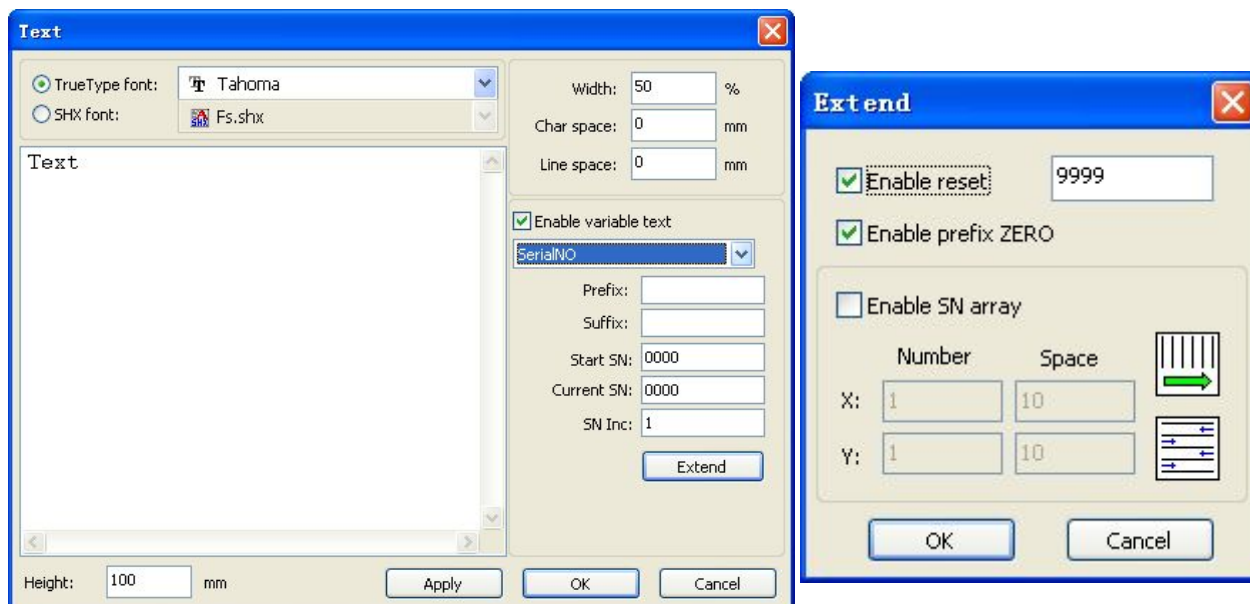 Text
TrueType font: Tahoma
SHX font: Fs.shx
Text
Height: 100 mm
Apply
OK
Cancel
Width: 50 %
Char space: 0 mm
Line space: 0 mm
Enable variable text
SerialNO
Prefix:
Suffix:
Start SN: 0000
Current SN: 0000
SN Inc: 1
Extend
Extend
Enable reset 9999
Enable prefix ZERO
Enable SN array
Number Space
X: 1 10
Y: 1 10
OK Cancel